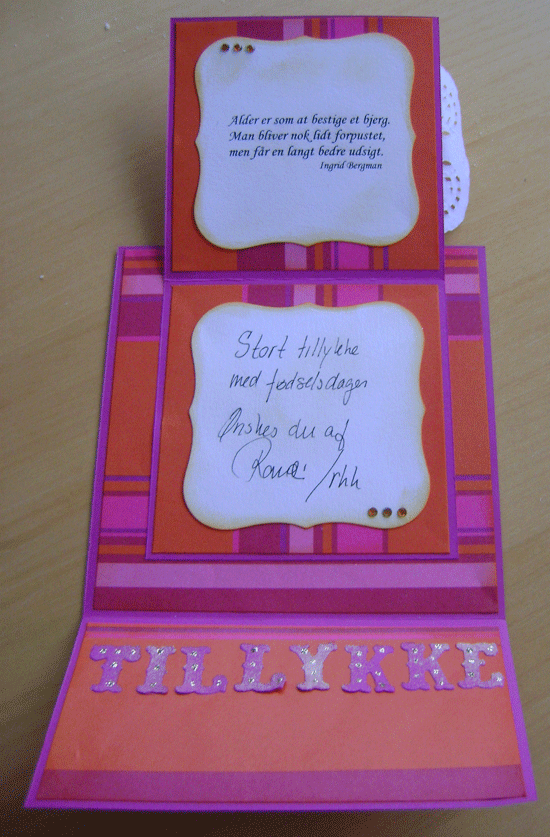 Alder er som at bestige et bjerg.
Man bliver nok lidt forpustet,
men får en langt bedre udsigt.
Ingrid Bergman
Stort tillykke
med fødselsdagen
Ønskes du af
TILLYKKE